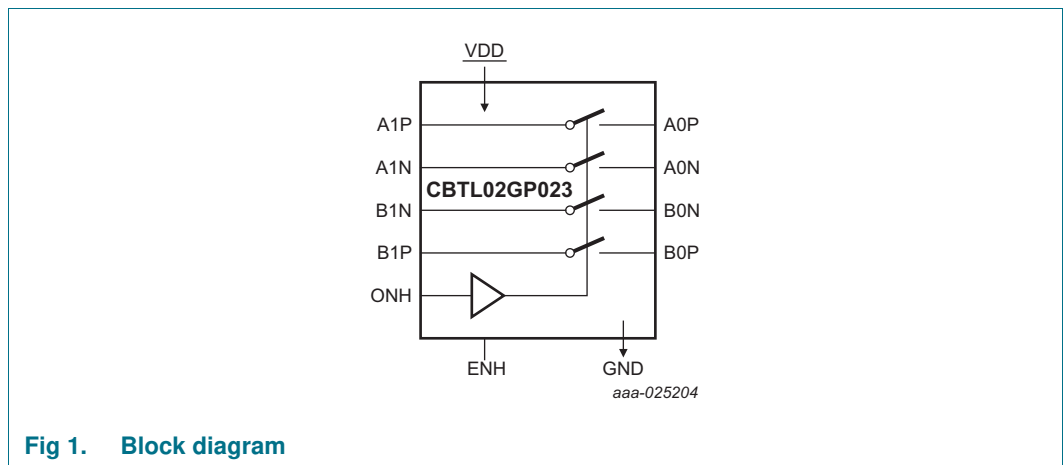 VDD
A1P
A0P
A1N
A0N
CBTL02GP023
B1N
B0N
B1P
B0P
ONH
ENH
GND
aaa-025204
Fig 1. Block diagram